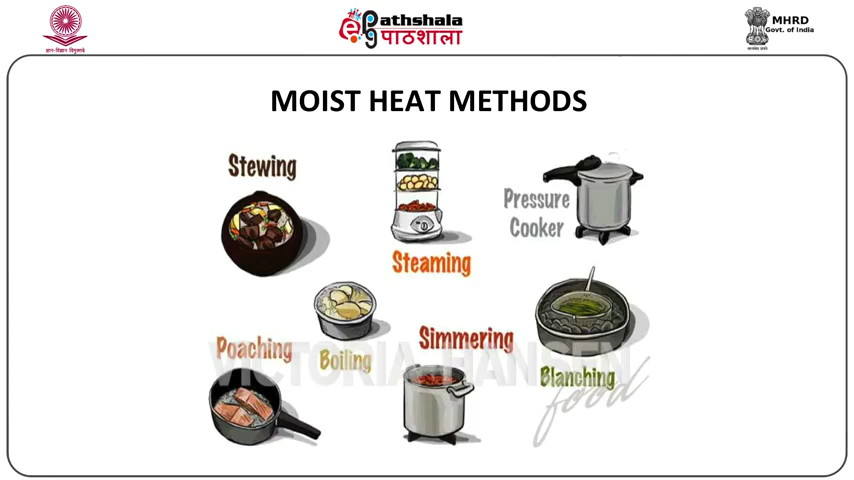 ePathshala
पाठशाला
MHRD
Govt. of India
MOIST HEAT METHODS
Stewing
Steaming
Pressure
Cooker
Poaching
Boiling
Simmering
Blanching
VICTORIA HANSEN
food